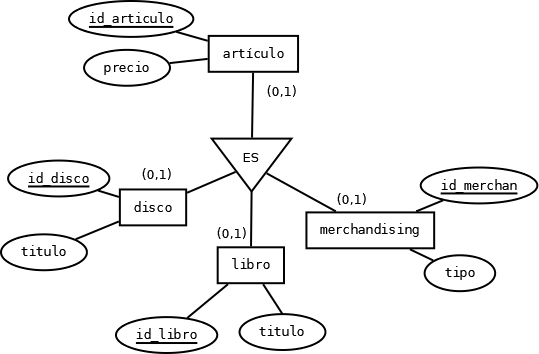 id_articulo
artículo
precio
(0,1)
ES
(0,1)
id_disco
disco
titulo
(0,1)
id_merchan
merchandising
tipo
(0,1)
libro
id_libro
titulo